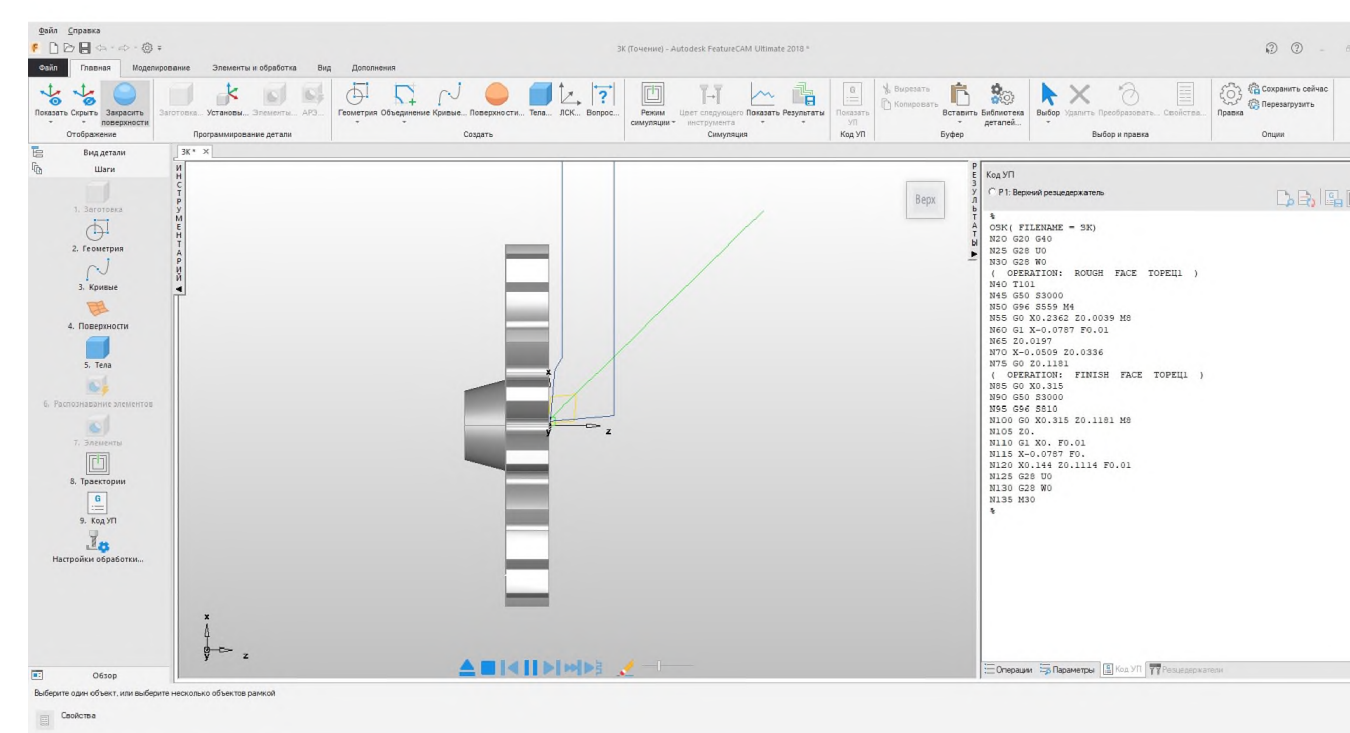 Файл Справка
3К (Точение) - Autodesk FeatureCAM Ultimate 2018 *
Файл Главная Моделирование Элементы и обработка Вид Дополнения
Показать Скрыть Закрасить поверхности
Заготовка... Установы... Элементы... АРЭ...
Геометрия Объединение Кривые... Поверхности... Тела... ЛСК... Вопрос...
Режим симуляции Цвет следующего инструмента Показать Результаты
Показать УП
Вырезать
Копировать
Вставить Библиотека деталей...
Выбор Удалить Преобразовать... Свойства...
Правка
Сохранить сейчас
Перезагрузить
Отображение Программирование детали Создать Симуляция Код УП Буфер Выбор и правка Опции
Вид детали
Шаги
1. Заготовка
2. Геометрия
3. Кривые
4. Поверхности
5. Тела
6. Распознавание элементов
7. Элементы
8. Траектории
G
9. Код УП
Настройки обработки...
Обзор
3К *
ИНСТРУМЕНТАРИЙ
Верх
x
y
z
x
y
z
РЕЗУЛЬТАТЫ
Код УП
P1: Верхний резцедержатель
%
O3K( FILENAME = 3K)
N20 G20 G40
N25 G28 U0
N30 G28 W0
( OPERATION: ROUGH FACE ТОРЕЦ1 )
N40 T101
N45 G50 S3000
N50 G96 S559 M4
N55 G0 X0.2362 Z0.0039 M8
N60 G1 X-0.0787 F0.01
N65 Z0.0197
N70 X-0.0509 Z0.0336
N75 G0 Z0.1181
( OPERATION: FINISH FACE ТОРЕЦ1 )
N85 G0 X0.315
N90 G50 S3000
N95 G96 S810
N100 G0 X0.315 Z0.1181 M8
N105 Z0.
N110 G1 X0. F0.01
N115 X-0.0787 F0.
N120 X0.144 Z0.1114 F0.01
N125 G28 U0
N130 G28 W0
N135 M30
%
Операции Параметры Код УП Резцедержатели
Выберите один объект, или выберите несколько объектов рамкой
Свойства